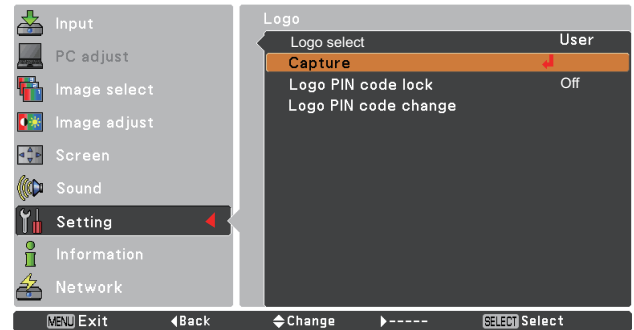 Input
PC adjust
Image select
Image adjust
Screen
Sound
Setting
Information
Network
Logo
Logo select User
Capture
Logo PIN code lock Off
Logo PIN code change
MENU Exit Back Change ----- SELECT Select